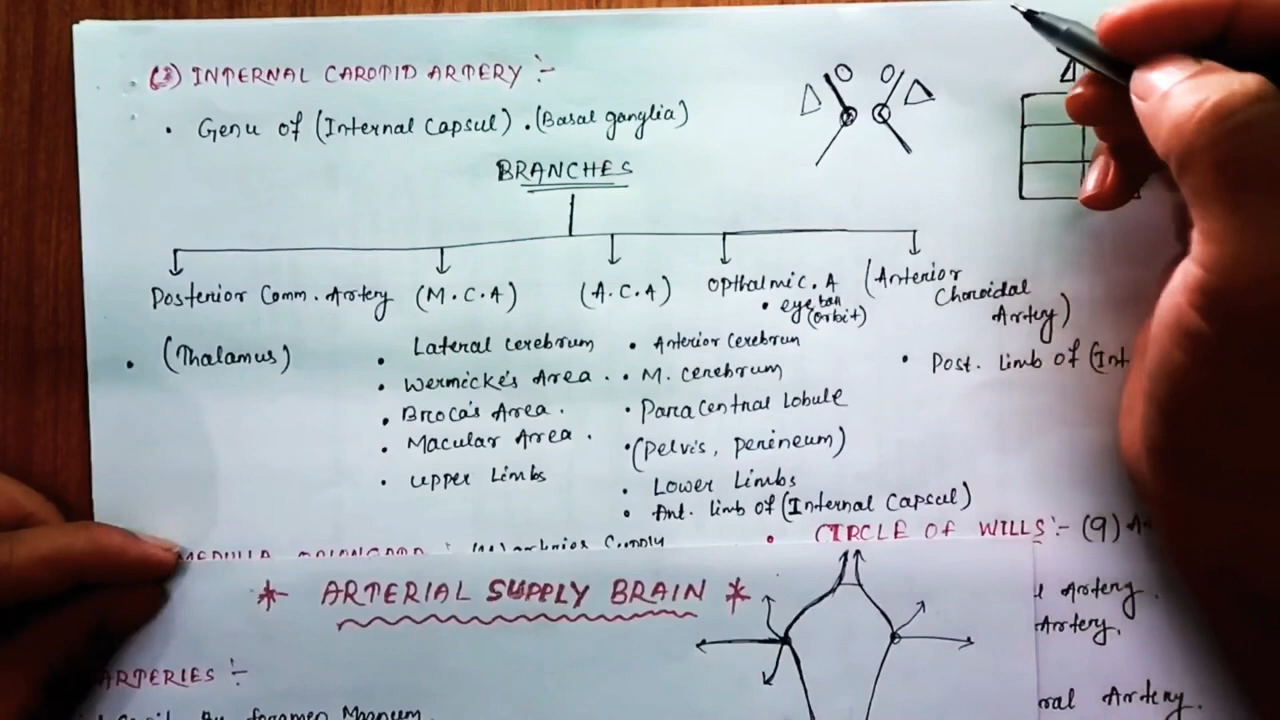 (3) INTERNAL CAROTID ARTERY :-
• Genu of (Internal Capsul) . (Basal ganglia)
BRANCHES
Posterior Comm. Artery (M.C.A) (A.C.A) Opthalmic.A (Anterior
Choroidal
Artery)
• eye ball
(orbit)
• (Thalamus)
• Lateral cerebrum
• Wermicke's Area .
• Broca's Area .
• Macular Area .
• upper Limbs
• Anterior cerebrum
• M. cerebrum
• Paracentral Lobule
• (Pelvis, perineum)
• Lower Limbs
• Ant. limb of (Internal Capsul)
• Post. limb of (Int
• CIRCLE OF WILLS :- (9)
* ARTERIAL SUPPLY BRAIN *
Artery.
Artery.
Artery.
ARTERIES :-
By foramen